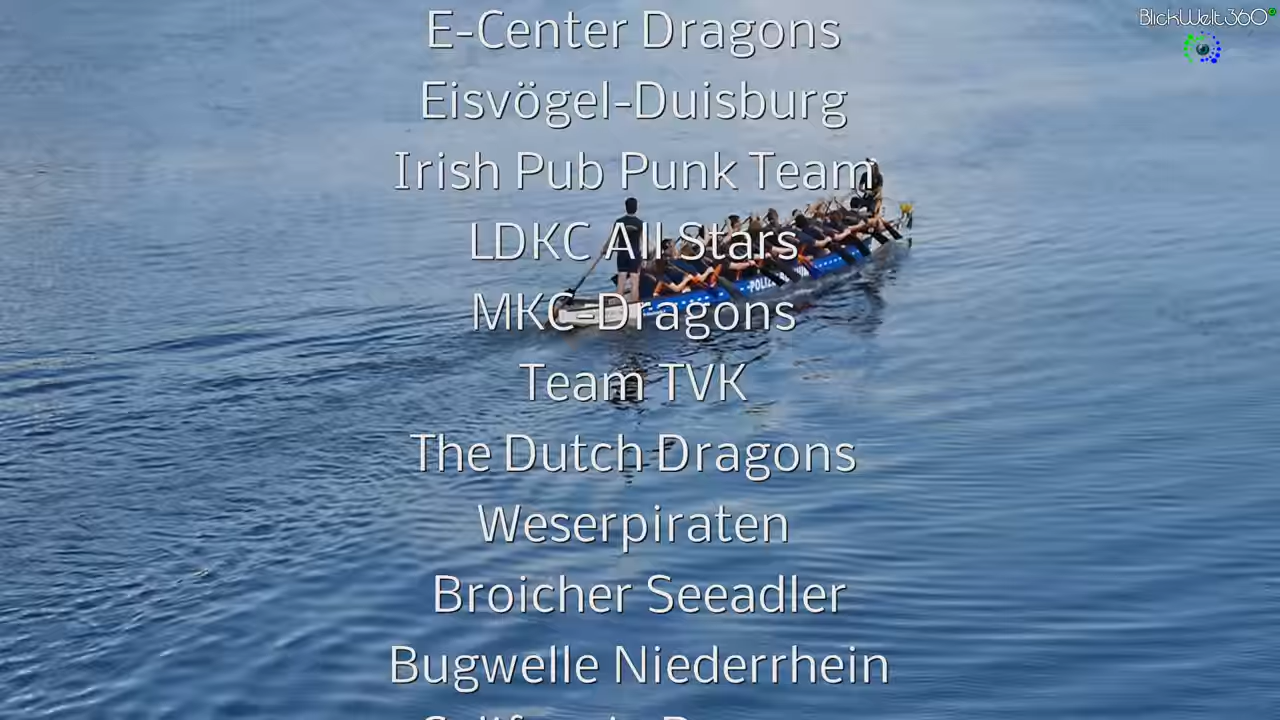 BlickWelt360°
E-Center Dragons
Eisvögel-Duisburg
Irish Pub Punk Team
LDKC All Stars
MKC-Dragons
Team TVK
The Dutch Dragons
Weserpiraten
Broicher Seeadler
Bugwelle Niederrhein